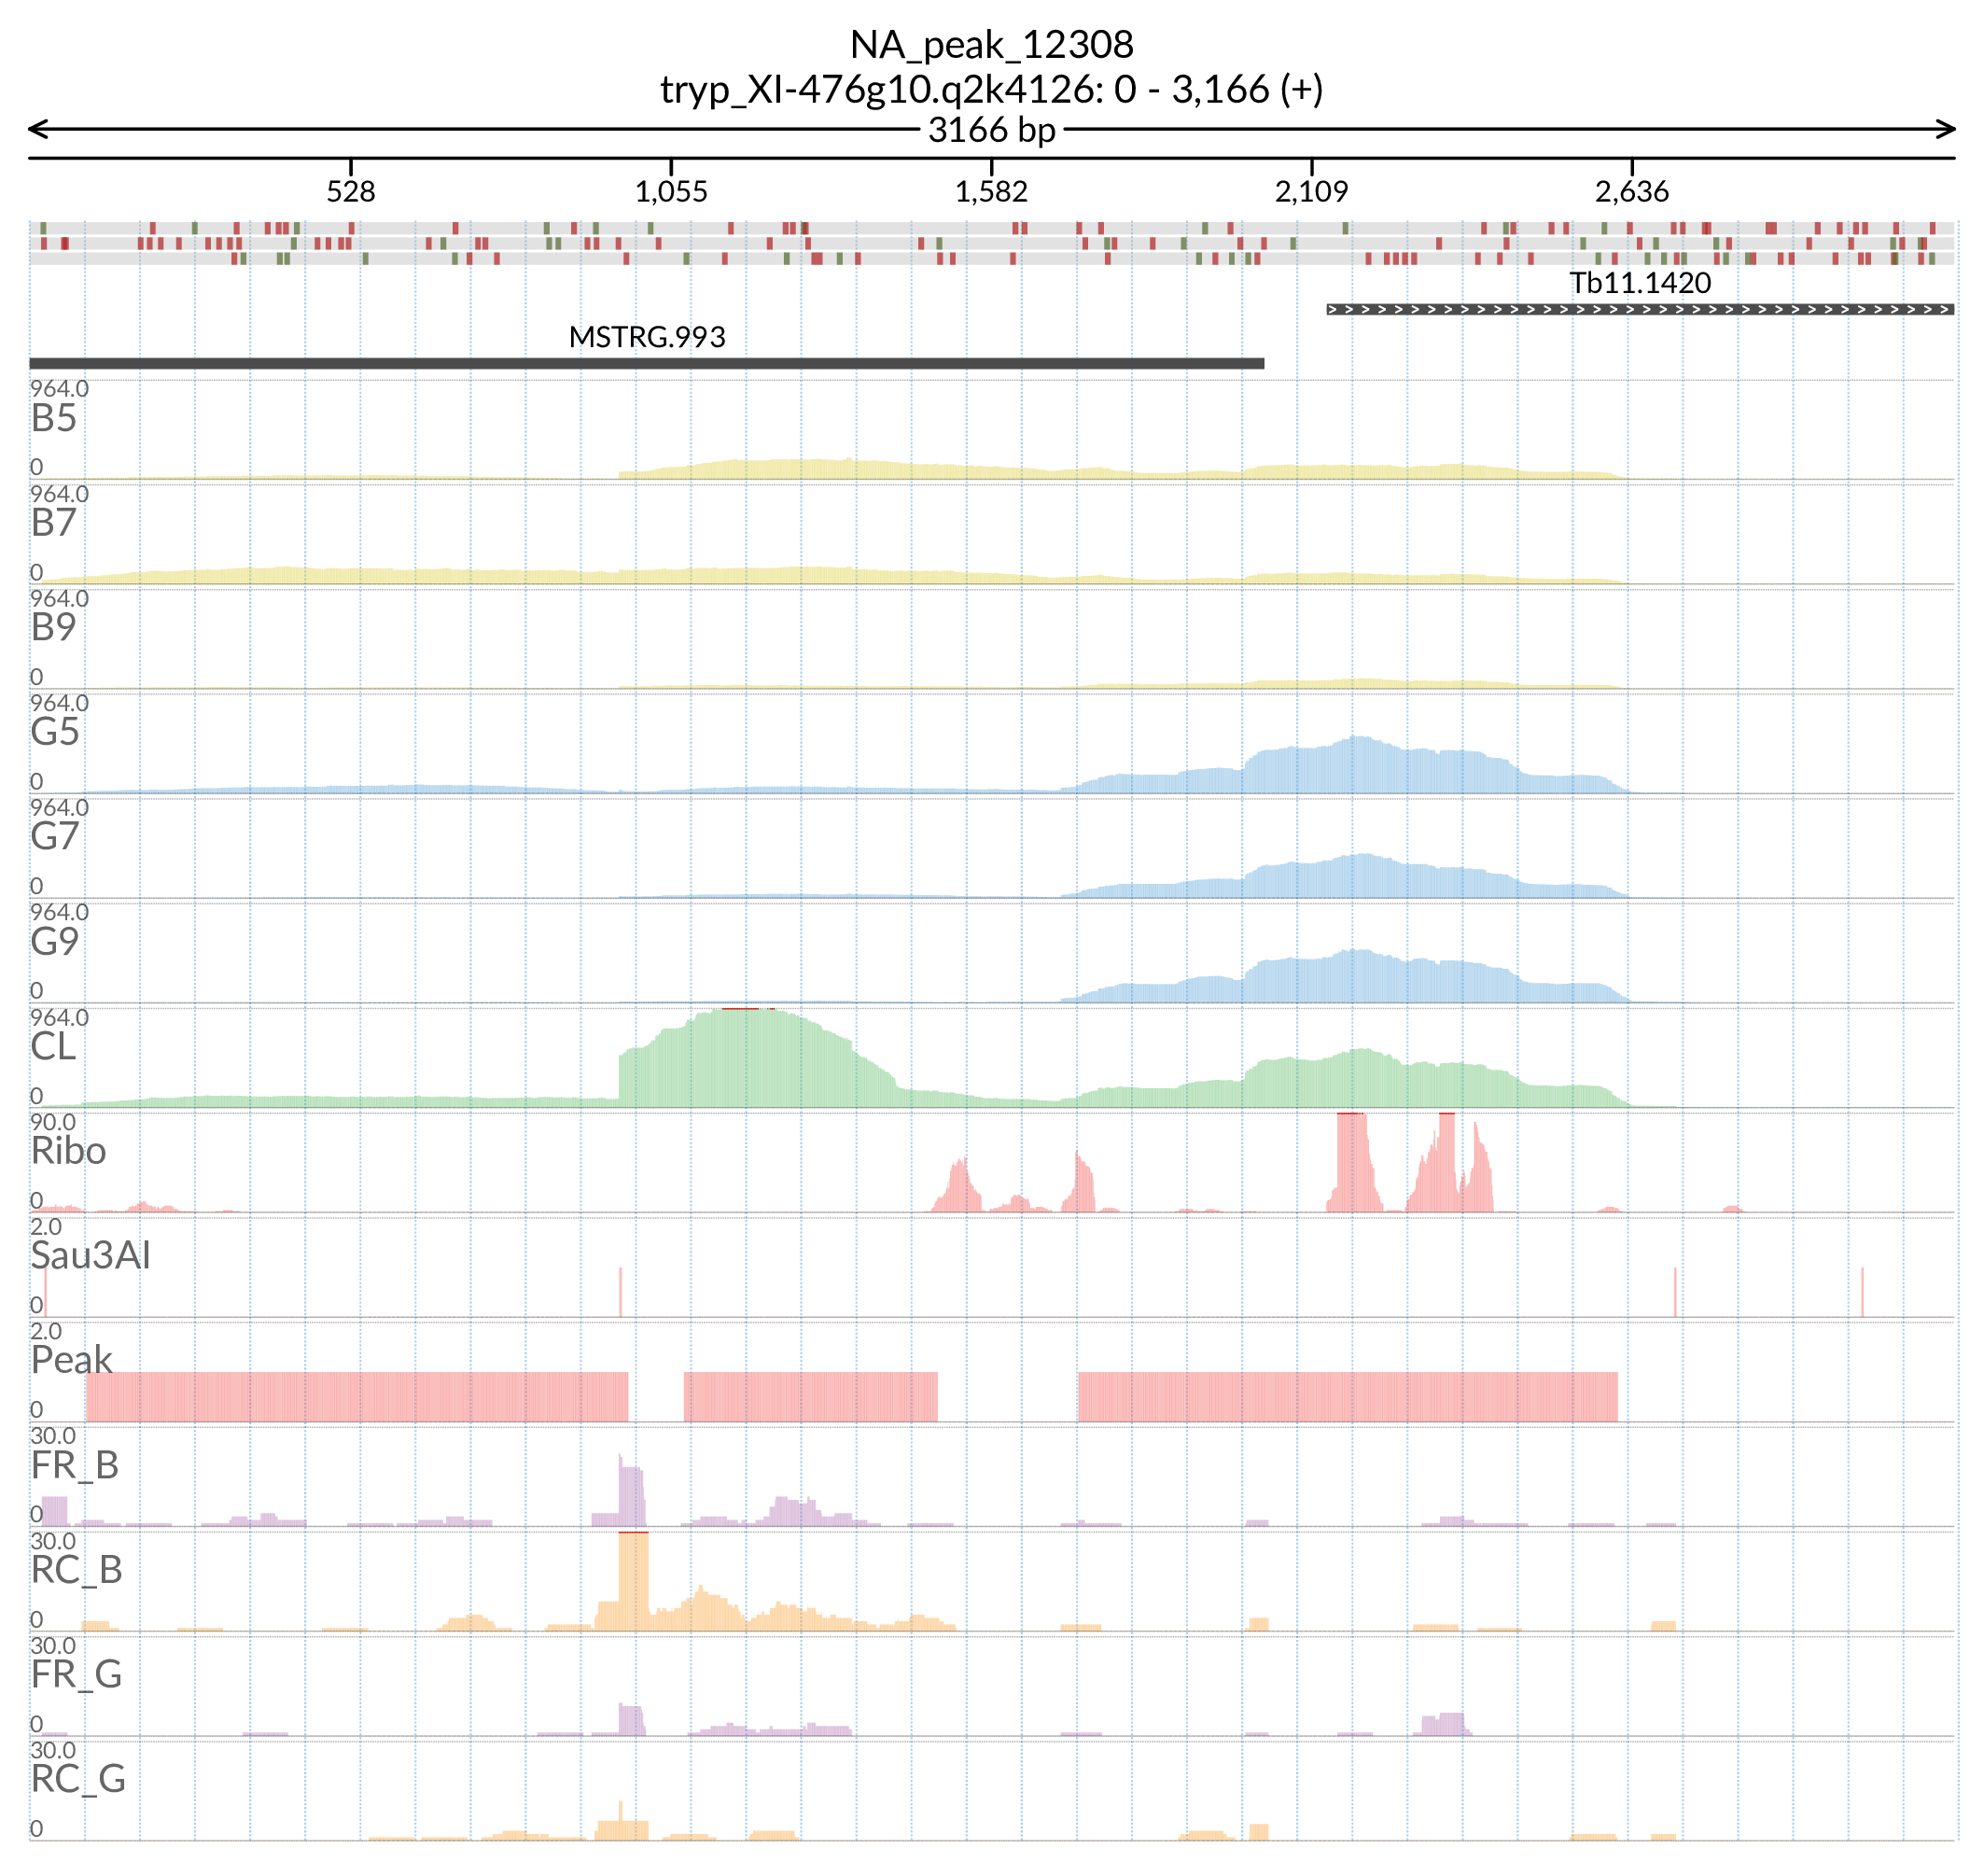 NA_peak_12308
tryp_XI-476g10.q2k4126: 0 - 3,166 (+)
3166 bp
528 1,055 1,582 2,109 2,636
Tb11.1420
MSTRG.993
964.0
B5
0
964.0
B7
0
964.0
B9
0
964.0
G5
0
964.0
G7
0
964.0
G9
0
964.0
CL
0
90.0
Ribo
0
2.0
Sau3AI
0
2.0
Peak
0
30.0
FR_B
0
30.0
RC_B
0
30.0
FR_G
0
30.0
RC_G
0